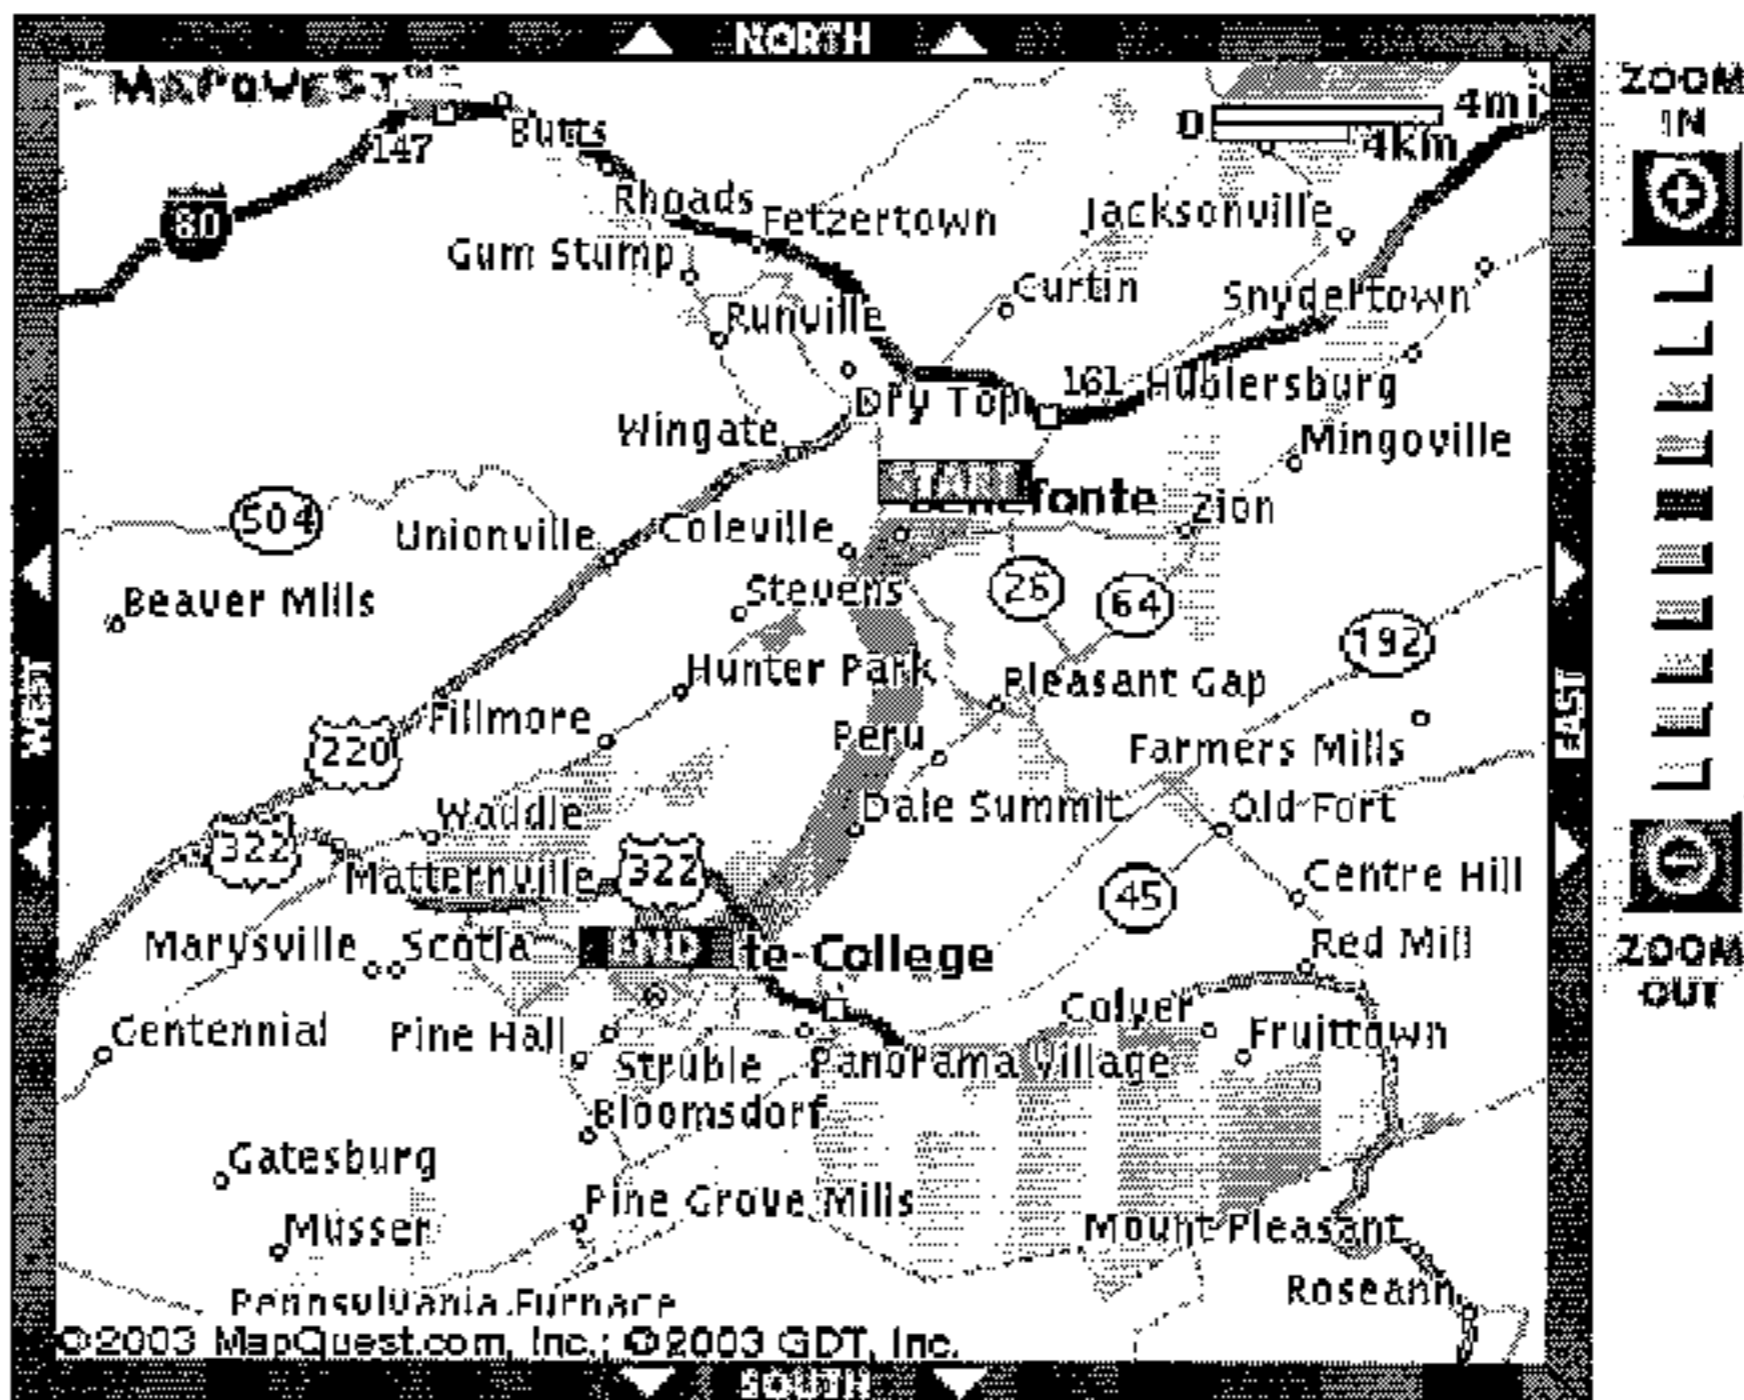 NORTH
MAPQUEST™
ZOOM
IN
0 4mi
4km
147
Butts
80
Rhoads
Fetzertown
Jacksonville
Gum Stump
Curtin
Snydertown
Runville
161
Hublersburg
Dry Top
Wingate
Mingoville
START
fonte
504
Unionville
Coleville
Zion
Beaver Mills
Stevens
26
64
192
WEST
EAST
Hunter Park
Pleasant Gap
Fillmore
220
Peru
Farmers Mills
Waddle
Dale Summit
Old Fort
322
Matternville
322
Centre Hill
45
Marysville
Scotia
END
te-College
Red Mill
ZOOM
OUT
Centennial
Pine Hall
Colyer
Fruittown
Struble
Panorama Village
Bloomsdorf
Gatesburg
Pine Grove Mills
Musser
Mount Pleasant
Roseann
Pennsylvania Furnace
©2003 MapQuest.com, Inc.; ©2003 GDT, Inc.
SOUTH